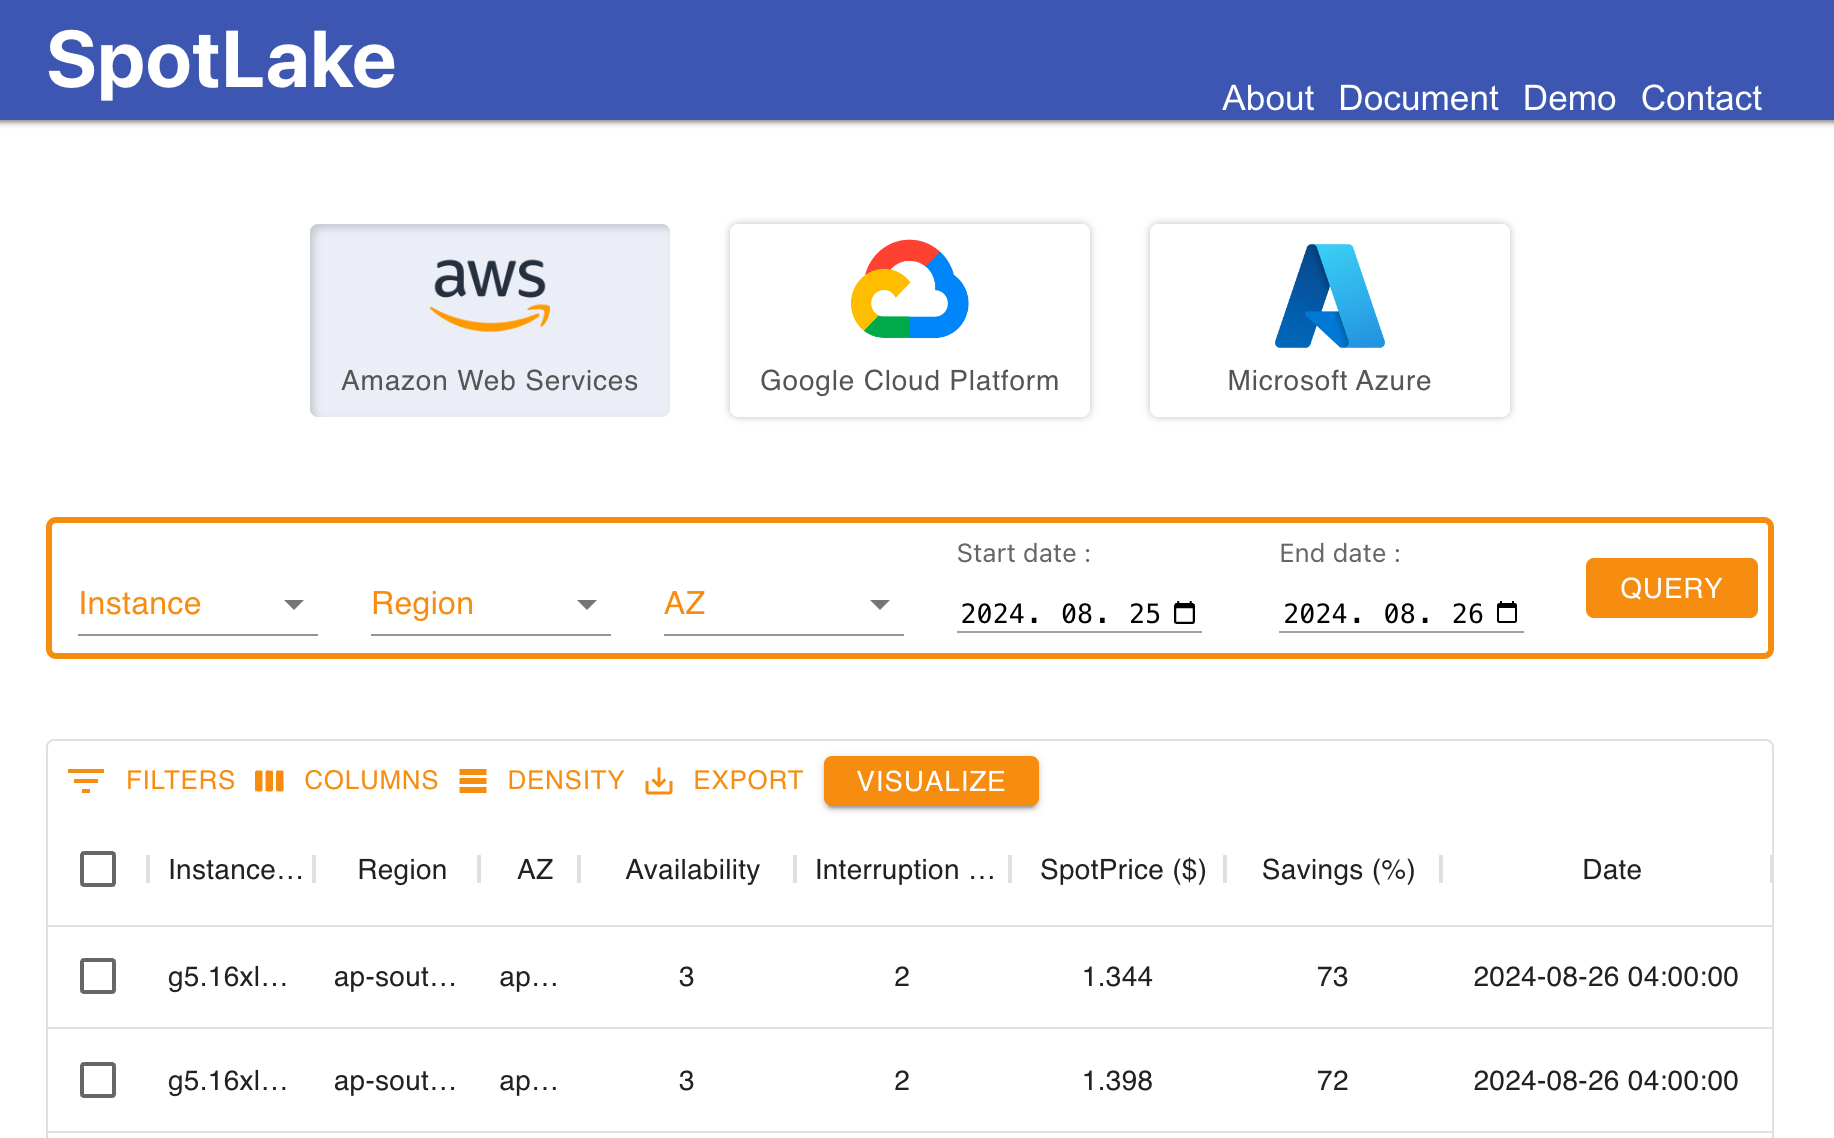 SpotLake
About Document Demo Contact
aws
Amazon Web Services
Google Cloud Platform
Microsoft Azure
Instance
Region
AZ
Start date :
2024. 08. 25
End date :
2024. 08. 26
QUERY
FILTERS COLUMNS DENSITY EXPORT VISUALIZE
Instance... Region AZ Availability Interruption ... SpotPrice ($) Savings (%) Date
g5.16xl... ap-sout... ap... 3 2 1.344 73 2024-08-26 04:00:00
g5.16xl... ap-sout... ap... 3 2 1.398 72 2024-08-26 04:00:00